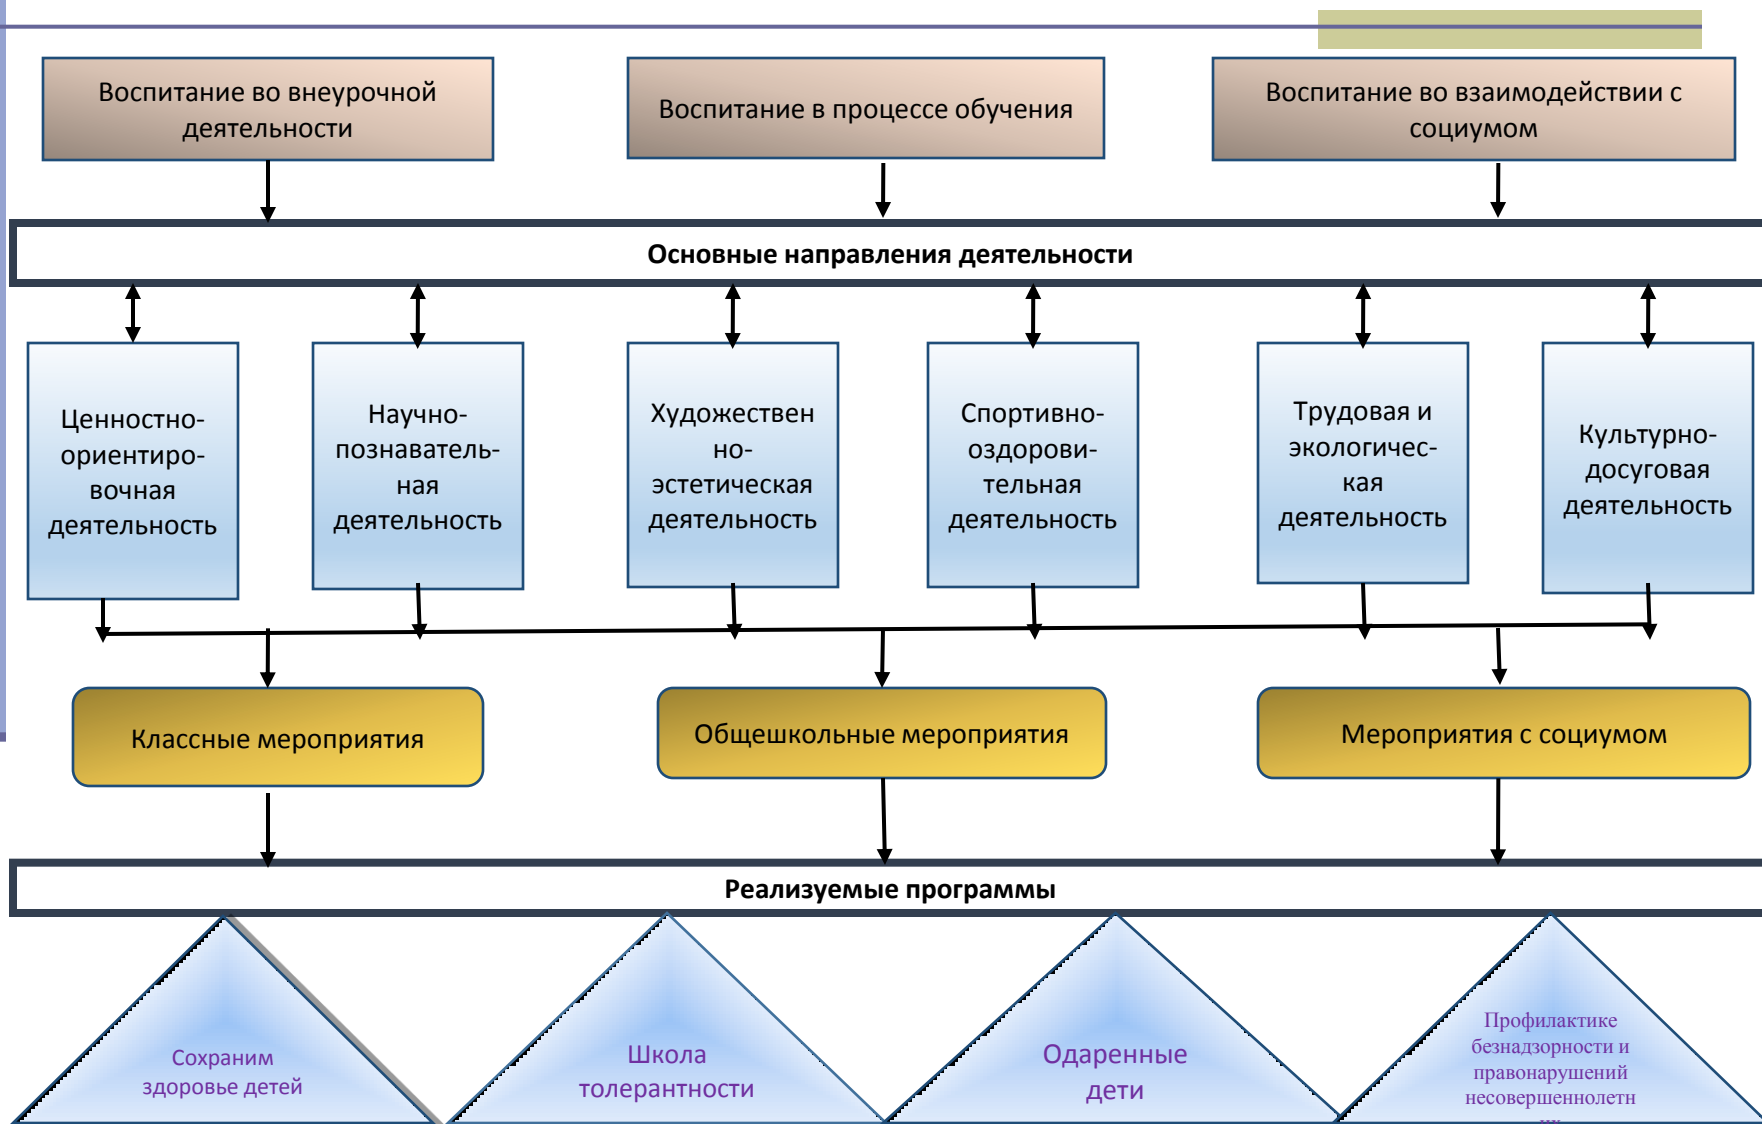 Воспитание во внеурочной
деятельности
Воспитание в процессе обучения
Воспитание во взаимодействии с
социумом
Основные направления деятельности
Ценностно-
ориентиро-
вочная
деятельность
Научно-
познаватель-
ная
деятельность
Художествен
но-
эстетическая
деятельность
Спортивно-
оздорови-
тельная
деятельность
Трудовая и
экологичес-
кая
деятельность
Культурно-
досуговая
деятельность
Классные мероприятия
Общешкольные мероприятия
Мероприятия с социумом
Реализуемые программы
Сохраним
здоровье детей
Школа
толерантности
Одаренные
дети
Профилактике
безнадзорности и
правонарушений
несовершеннолетн